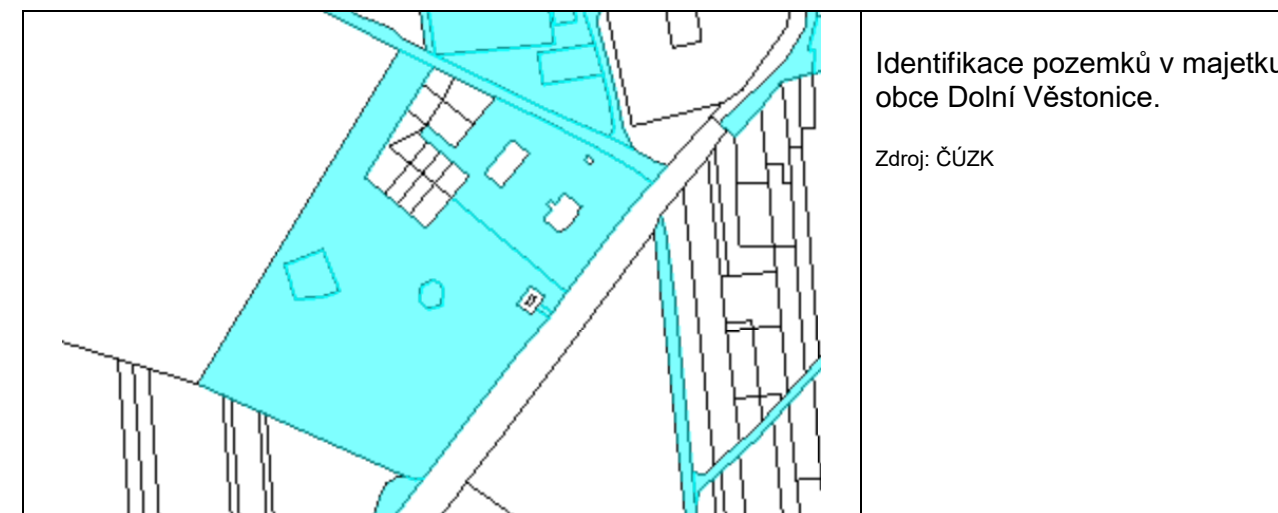 Identifikace pozemků v majetku
obce Dolní Věstonice.
Zdroj: ČÚZK